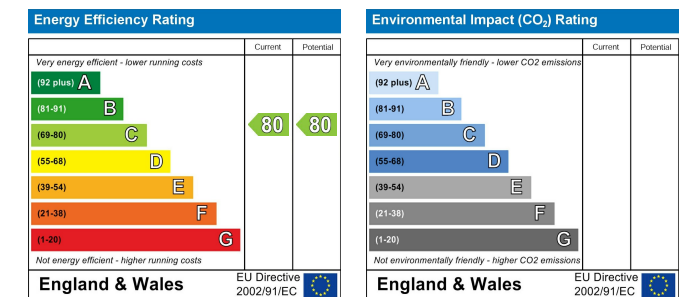 Energy Efficiency Rating
Current Potential
Very energy efficient - lower running costs
(92 plus) A
(81-91) B
(69-80) C
(55-68) D
(39-54) E
(21-38) F
(1-20) G
80 80
Not energy efficient - higher running costs
England & Wales
EU Directive
2002/91/EC
Environmental Impact (CO₂) Rating
Current Potential
Very environmentally friendly - lower CO2 emissions
(92 plus) A
(81-91) B
(69-80) C
(55-68) D
(39-54) E
(21-38) F
(1-20) G
Not environmentally friendly - higher CO2 emissions
England & Wales
EU Directive
2002/91/EC